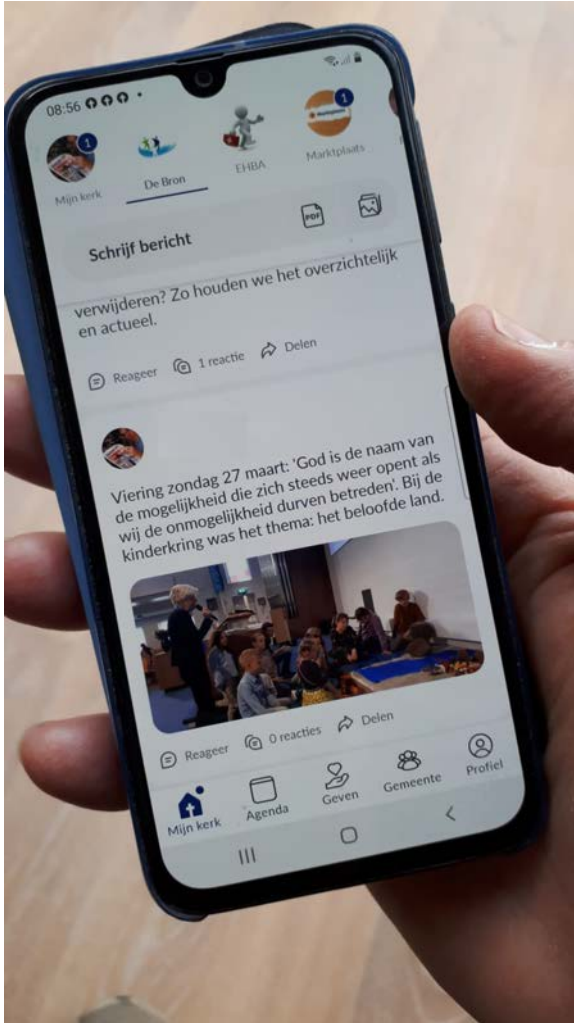 08:56
1
1
Mijn kerk
De Bron
EHBA
Marktplaats
Schrijf bericht
PDF
verwijderen? Zo houden we het overzichtelijk
en actueel.
Reageer
1 reactie
Delen
Viering zondag 27 maart: 'God is de naam van
de mogelijkheid die zich steeds weer opent als
wij de onmogelijkheid durven betreden'. Bij de
kinderkring was het thema: het beloofde land.
Reageer
0 reacties
Delen
Mijn kerk
Agenda
Geven
Gemeente
Profiel